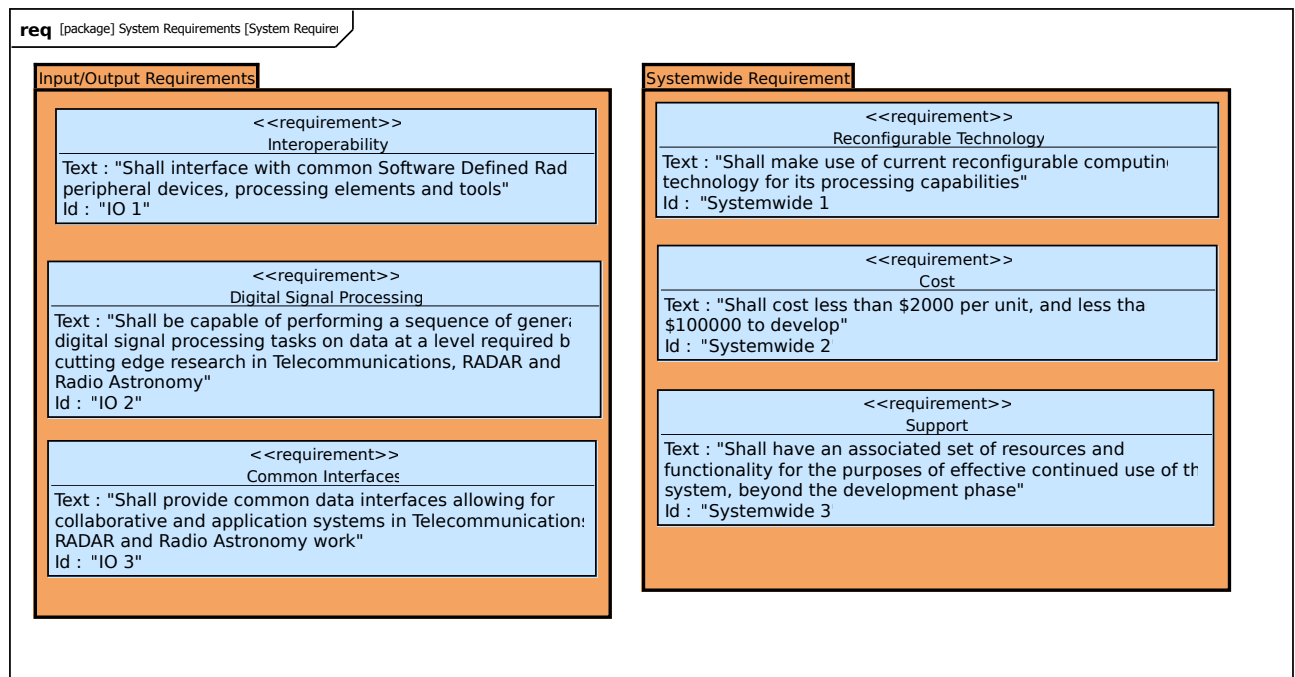 req [package] System Requirements [System Requirer
Input/Output Requirements
<<requirement>>
Interoperability
Text : "Shall interface with common Software Defined Rad
peripheral devices, processing elements and tools"
Id : "IO 1"
<<requirement>>
Digital Signal Processing
Text : "Shall be capable of performing a sequence of genera
digital signal processing tasks on data at a level required b
cutting edge research in Telecommunications, RADAR and
Radio Astronomy"
Id : "IO 2"
<<requirement>>
Common Interfaces
Text : "Shall provide common data interfaces allowing for
collaborative and application systems in Telecommunications
RADAR and Radio Astronomy work"
Id : "IO 3"
Systemwide Requirement
<<requirement>>
Reconfigurable Technology
Text : "Shall make use of current reconfigurable computing
technology for its processing capabilities"
Id : "Systemwide 1
<<requirement>>
Cost
Text : "Shall cost less than $2000 per unit, and less tha
$100000 to develop"
Id : "Systemwide 2'
<<requirement>>
Support
Text : "Shall have an associated set of resources and
functionality for the purposes of effective continued use of th
system, beyond the development phase"
Id : "Systemwide 3'